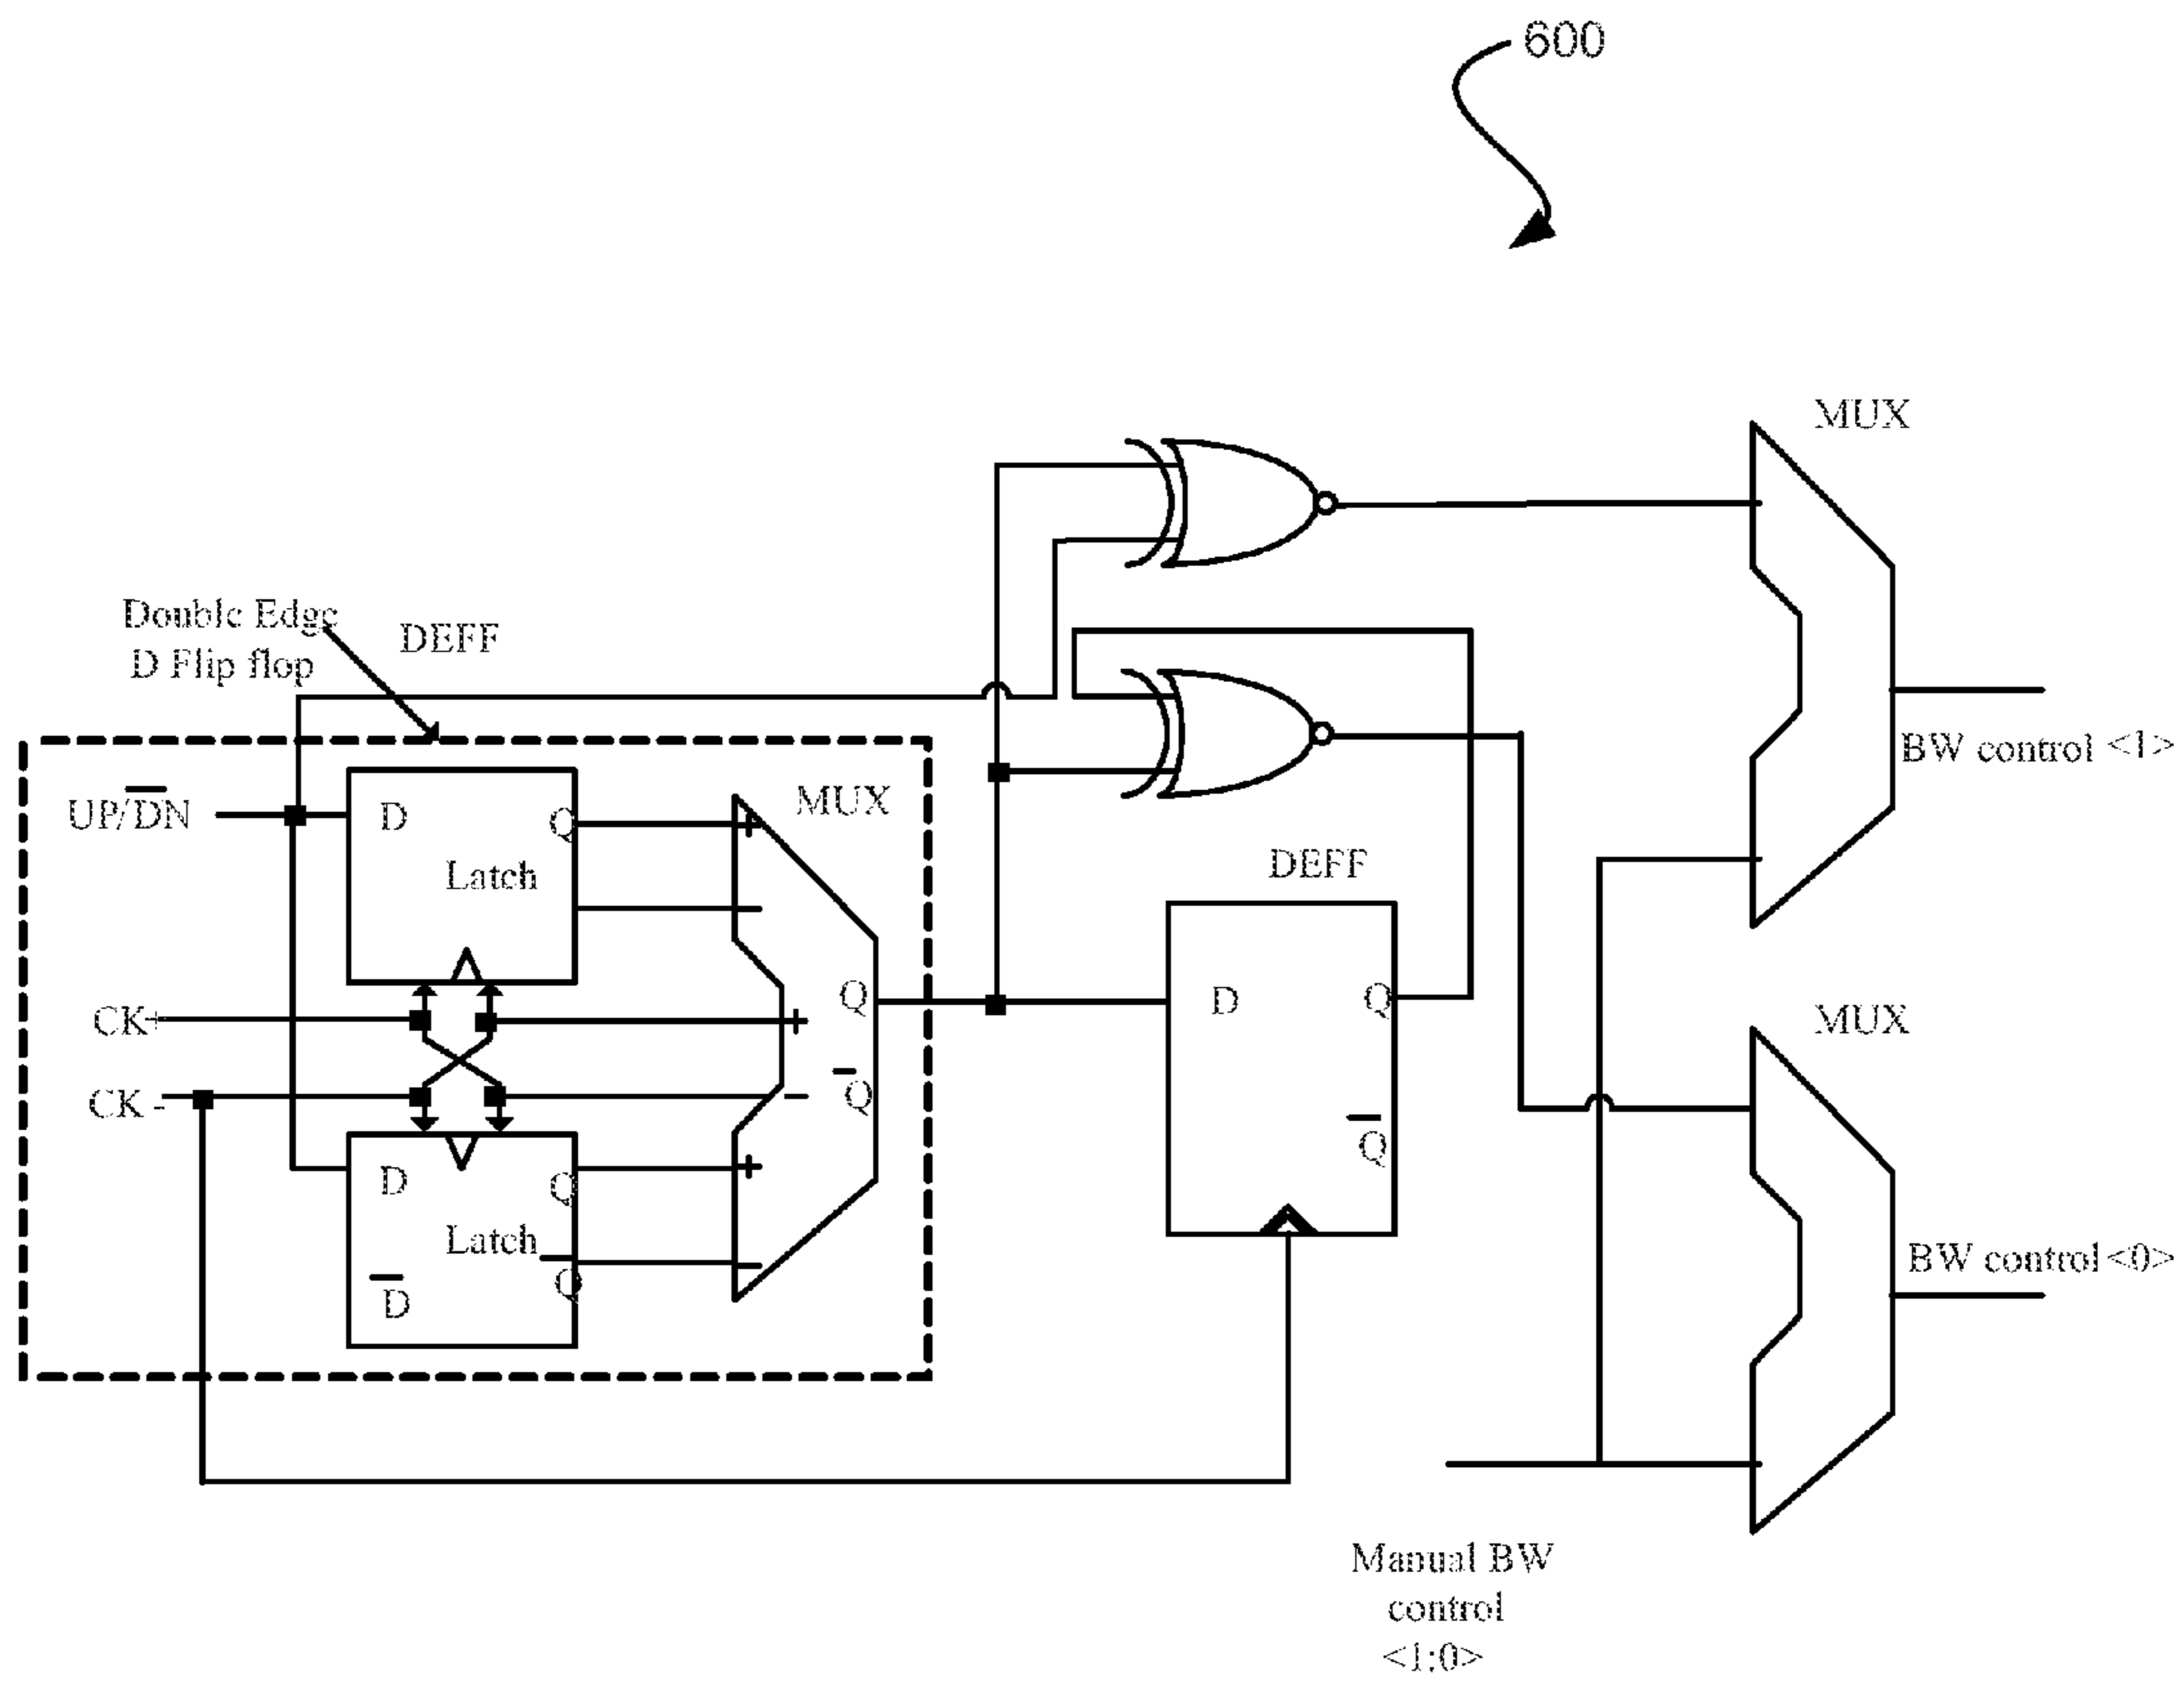 600
MUX
Double Edge
D Flip flop
DEFF
UP/D̅N
D
Q
Latch
MUX
BW control <1>
DEFF
CK+
+
-
+
Q
D
Q
MUX
CK -
-
Q̅
Q̅
D
Q
+
Latch
Q̅
-
D̅
BW control <0>
Manual BW
control
<1:0>